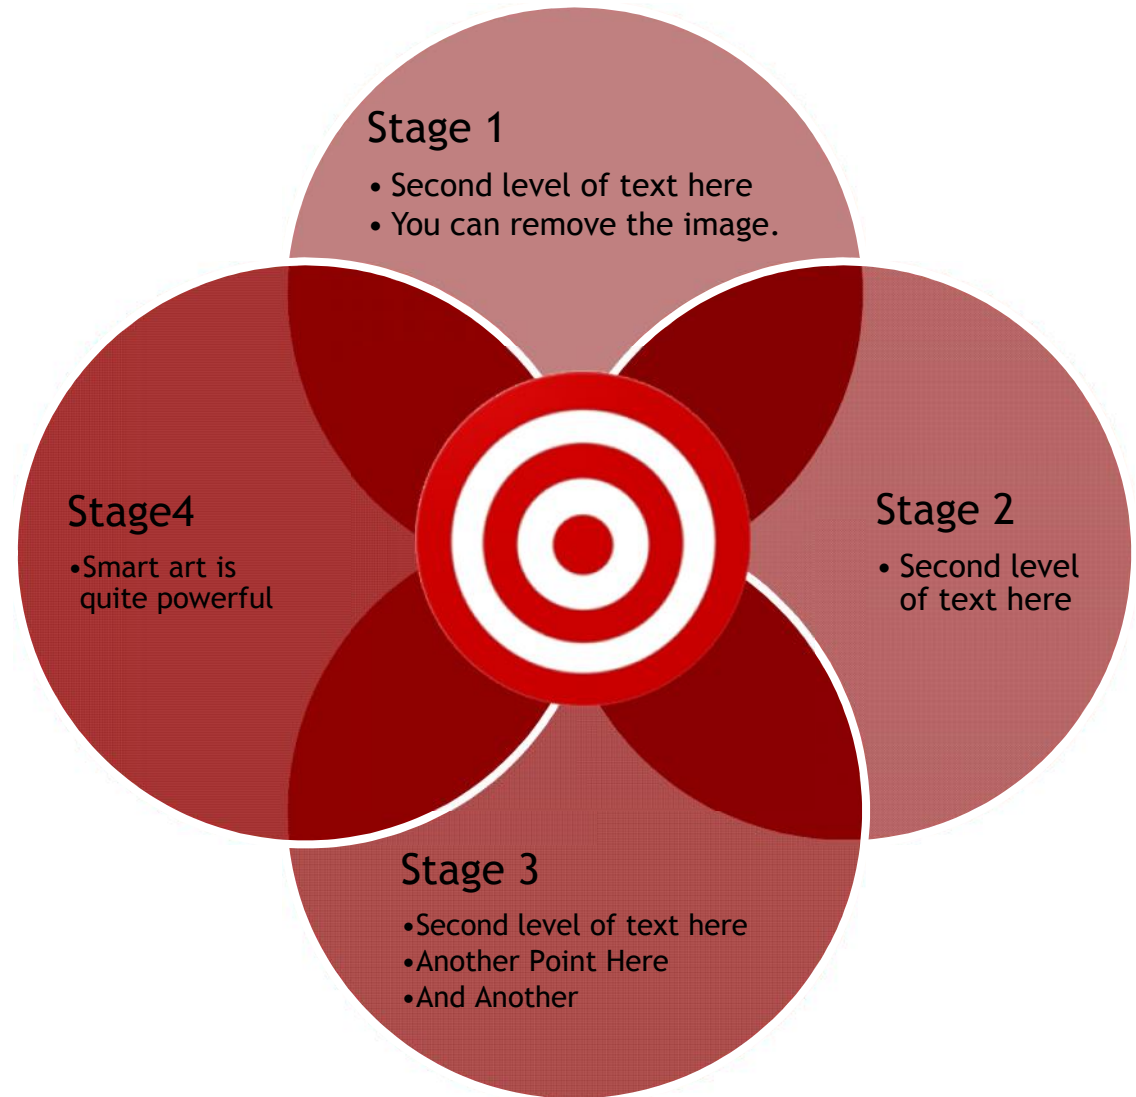 Stage 1
• Second level of text here
• You can remove the image.
Stage 2
• Second level
of text here
Stage 3
•Second level of text here
•Another Point Here
•And Another
Stage4
•Smart art is
quite powerful